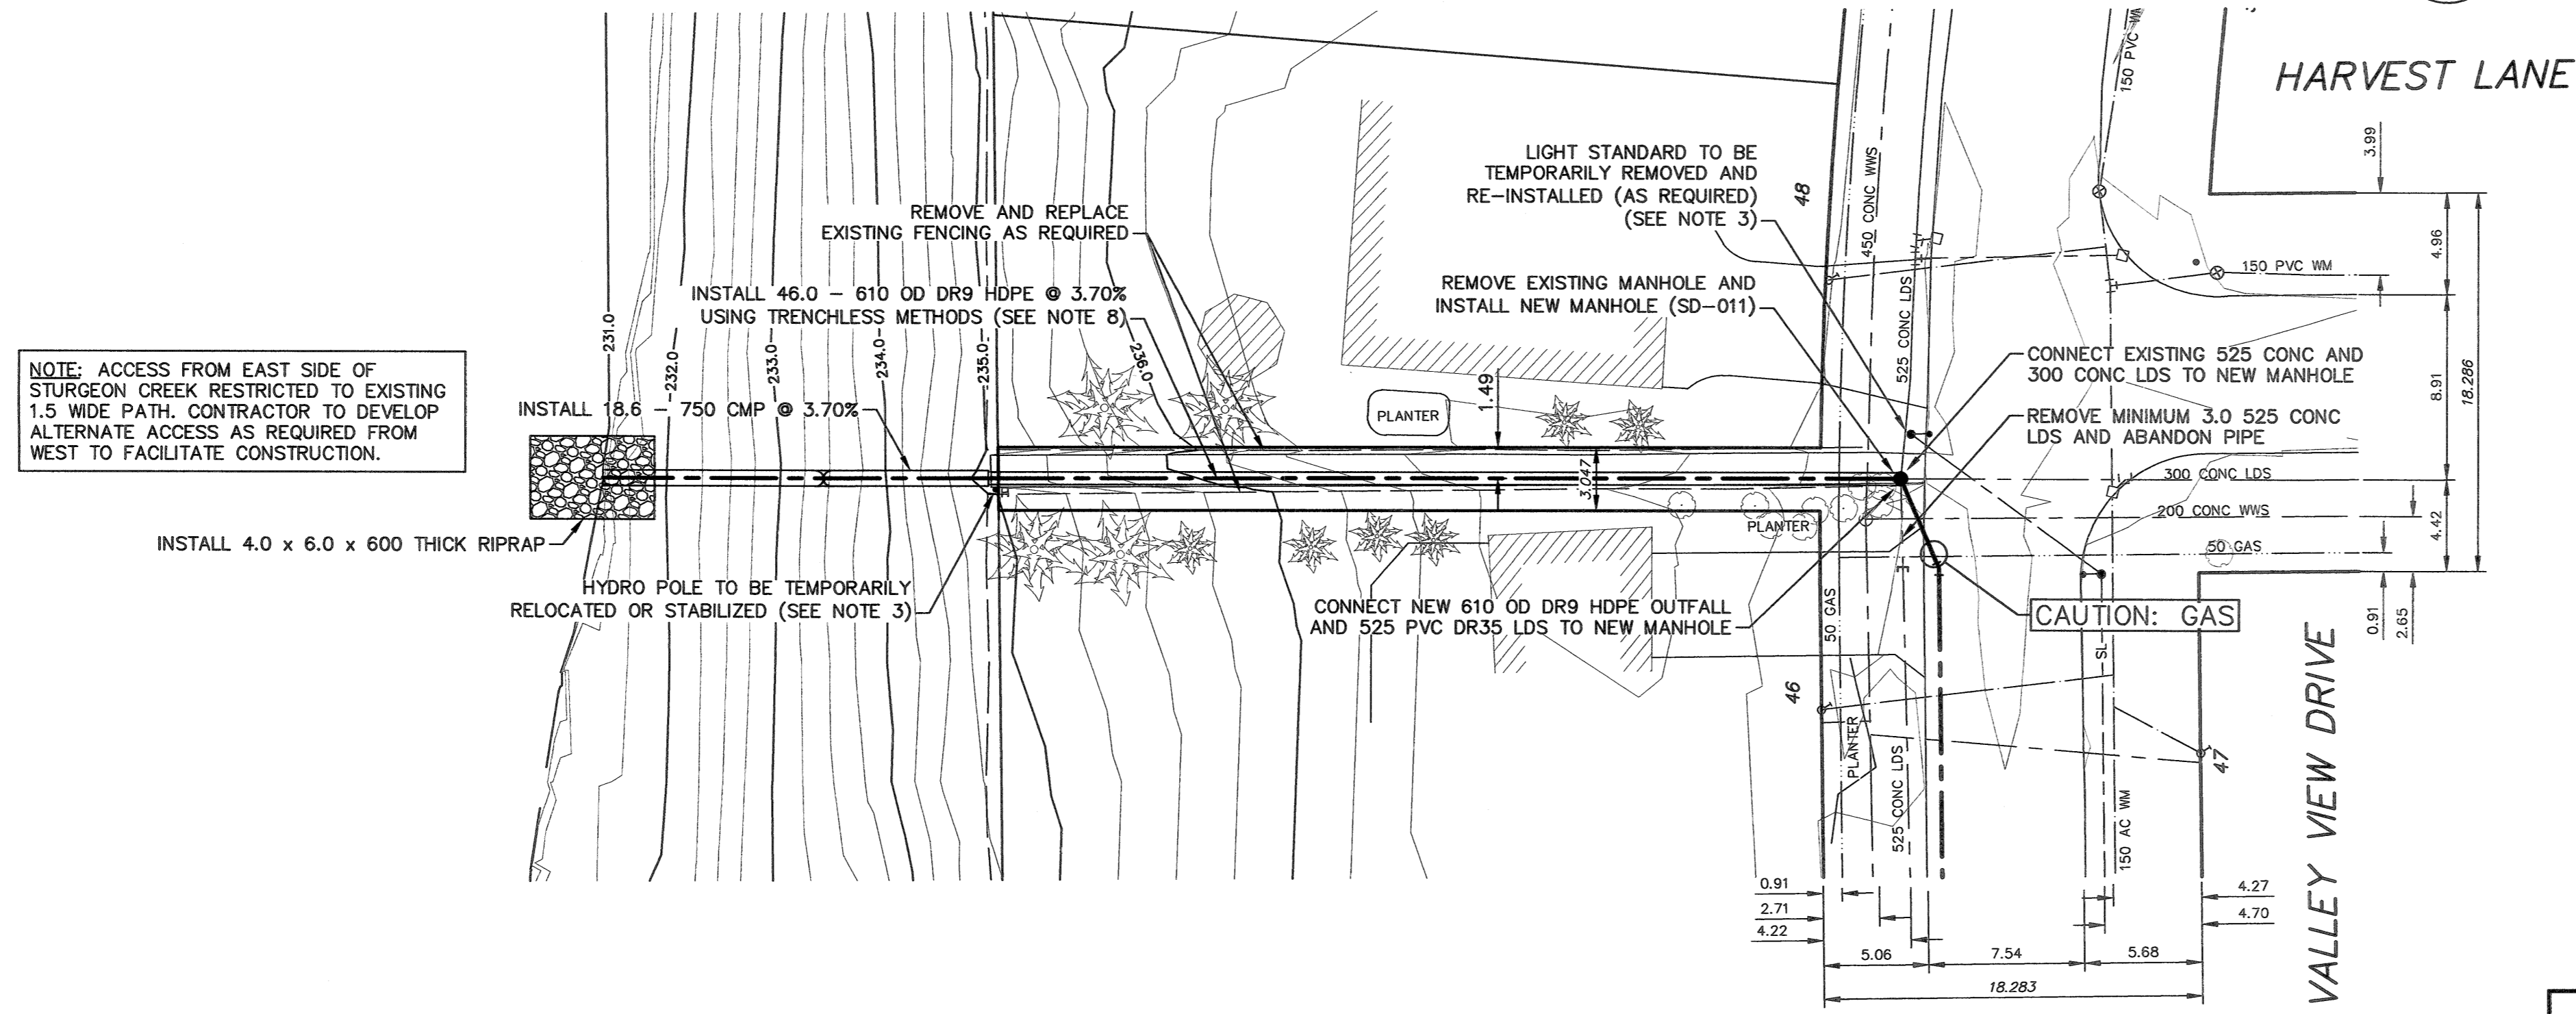 HARVEST LANE
150 PVC WM
3.99
LIGHT STANDARD TO BE
TEMPORARILY REMOVED AND
RE-INSTALLED (AS REQUIRED)
(SEE NOTE 3)
48
450 CONC WWS
525 CONC LDS
REMOVE AND REPLACE
EXISTING FENCING AS REQUIRED
150 PVC WM
4.96
REMOVE EXISTING MANHOLE AND
INSTALL NEW MANHOLE (SD-011)
INSTALL 46.0 - 610 OD DR9 HDPE @ 3.70%
USING TRENCHLESS METHODS (SEE NOTE 8)
231.0
232.0
233.0
234.0
235.0
236.0
NOTE: ACCESS FROM EAST SIDE OF
STURGEON CREEK RESTRICTED TO EXISTING
1.5 WIDE PATH. CONTRACTOR TO DEVELOP
ALTERNATE ACCESS AS REQUIRED FROM
WEST TO FACILITATE CONSTRUCTION.
CONNECT EXISTING 525 CONC AND
300 CONC LDS TO NEW MANHOLE
8.91
18.286
INSTALL 18.6 - 750 CMP @ 3.70%
1.49
PLANTER
REMOVE MINIMUM 3.0 525 CONC
LDS AND ABANDON PIPE
3.047
300 CONC LDS
200 CONC WWS
4.42
PLANTER
INSTALL 4.0 x 6.0 x 600 THICK RIPRAP
50 GAS
HYDRO POLE TO BE TEMPORARILY
RELOCATED OR STABILIZED (SEE NOTE 3)
CONNECT NEW 610 OD DR9 HDPE OUTFALL
AND 525 PVC DR35 LDS TO NEW MANHOLE
50 GAS
CAUTION: GAS
0.91
2.65
SL
46
PLANTER
525 CONC LDS
47
150 AC WM
VALLEY VIEW DRIVE
0.91
4.27
2.71
4.70
4.22
5.06
7.54
5.68
18.283